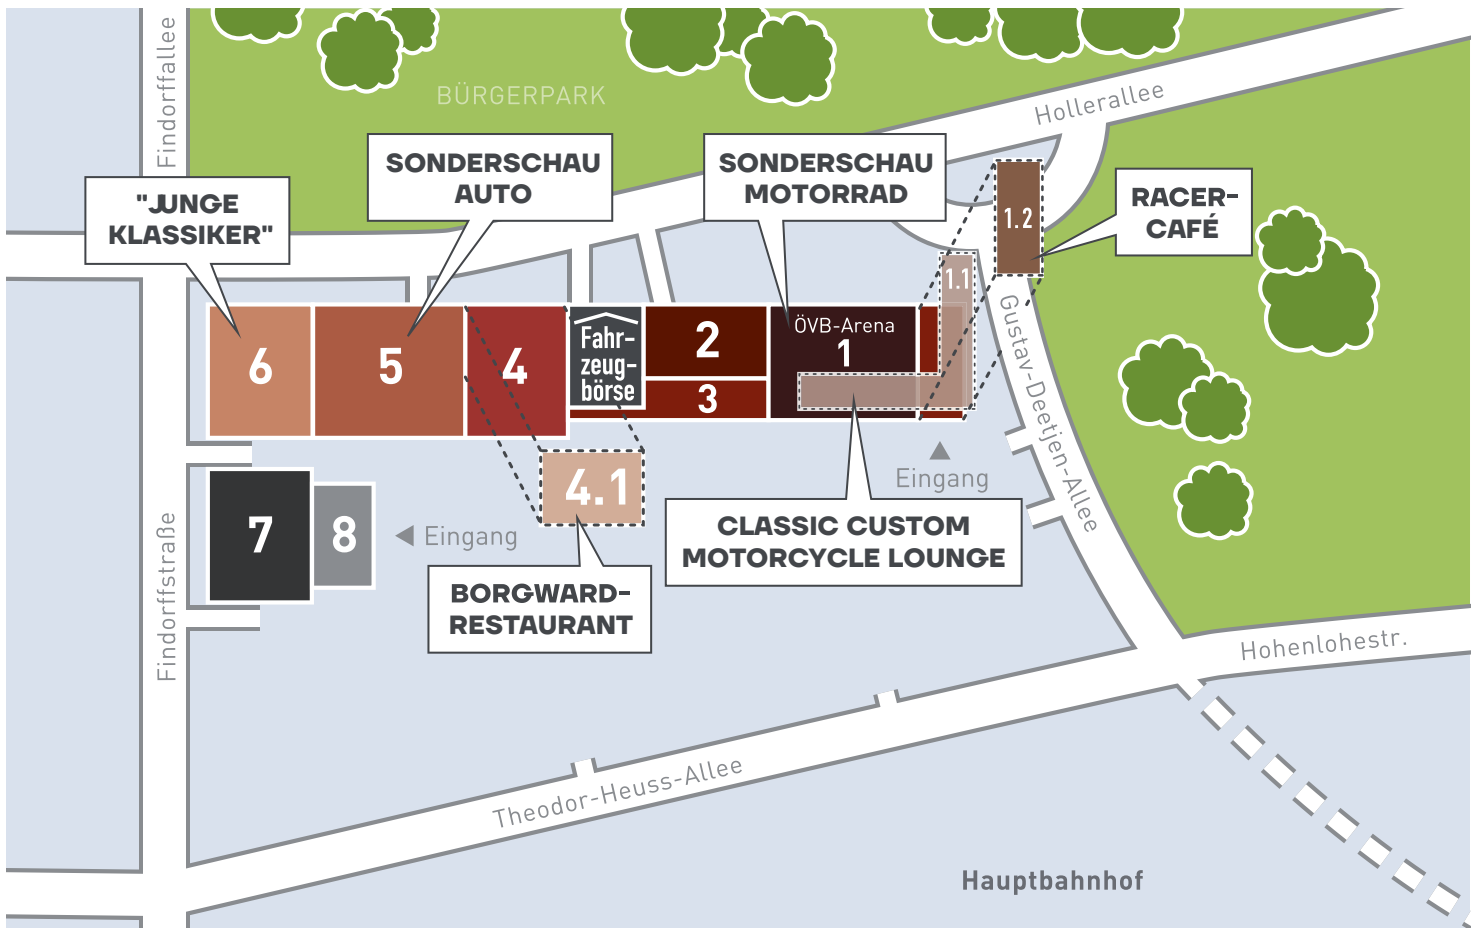 Findorffallee
BÜRGERPARK
Hollerallee
SONDERSCHAU
AUTO
SONDERSCHAU
MOTORRAD
"JUNGE
KLASSIKER"
RACER-
CAFÉ
1.2
1.1
Gustav-Deetjen-Allee
6
5
4
Fahr-
zeug-
börse
2
3
ÖVB-Arena
1
Eingang
4.1
7
8
Eingang
CLASSIC CUSTOM
MOTORCYCLE LOUNGE
BORGWARD-
RESTAURANT
Findorffstraße
Hohenlohestr.
Theodor-Heuss-Allee
Hauptbahnhof